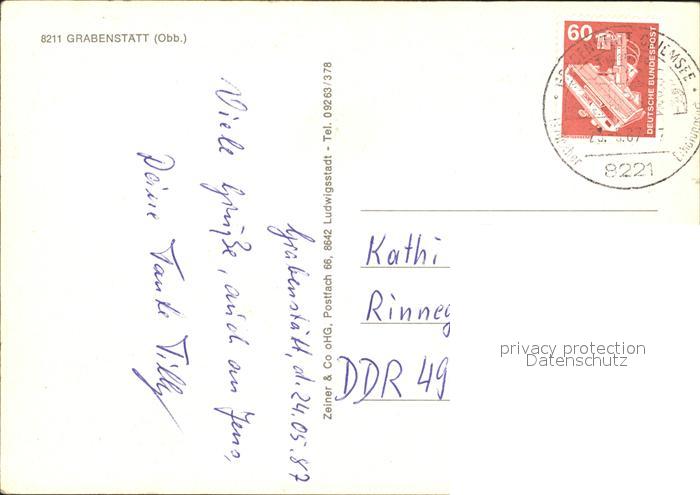 8211 GRABENSTÄTT (Obb.)
Grabenstätt, d. 24.05.87
Viele Grüße, auch an Jens,
Deine Tante Tilly
Zeiner & Co oHG, Postfach 66, 8642 Ludwigsstadt - Tel. 09263/378
60
DEUTSCHE BUNDESPOST
8221
Kathi
Rinneg
DDR 49
privacy protection
Datenschutz